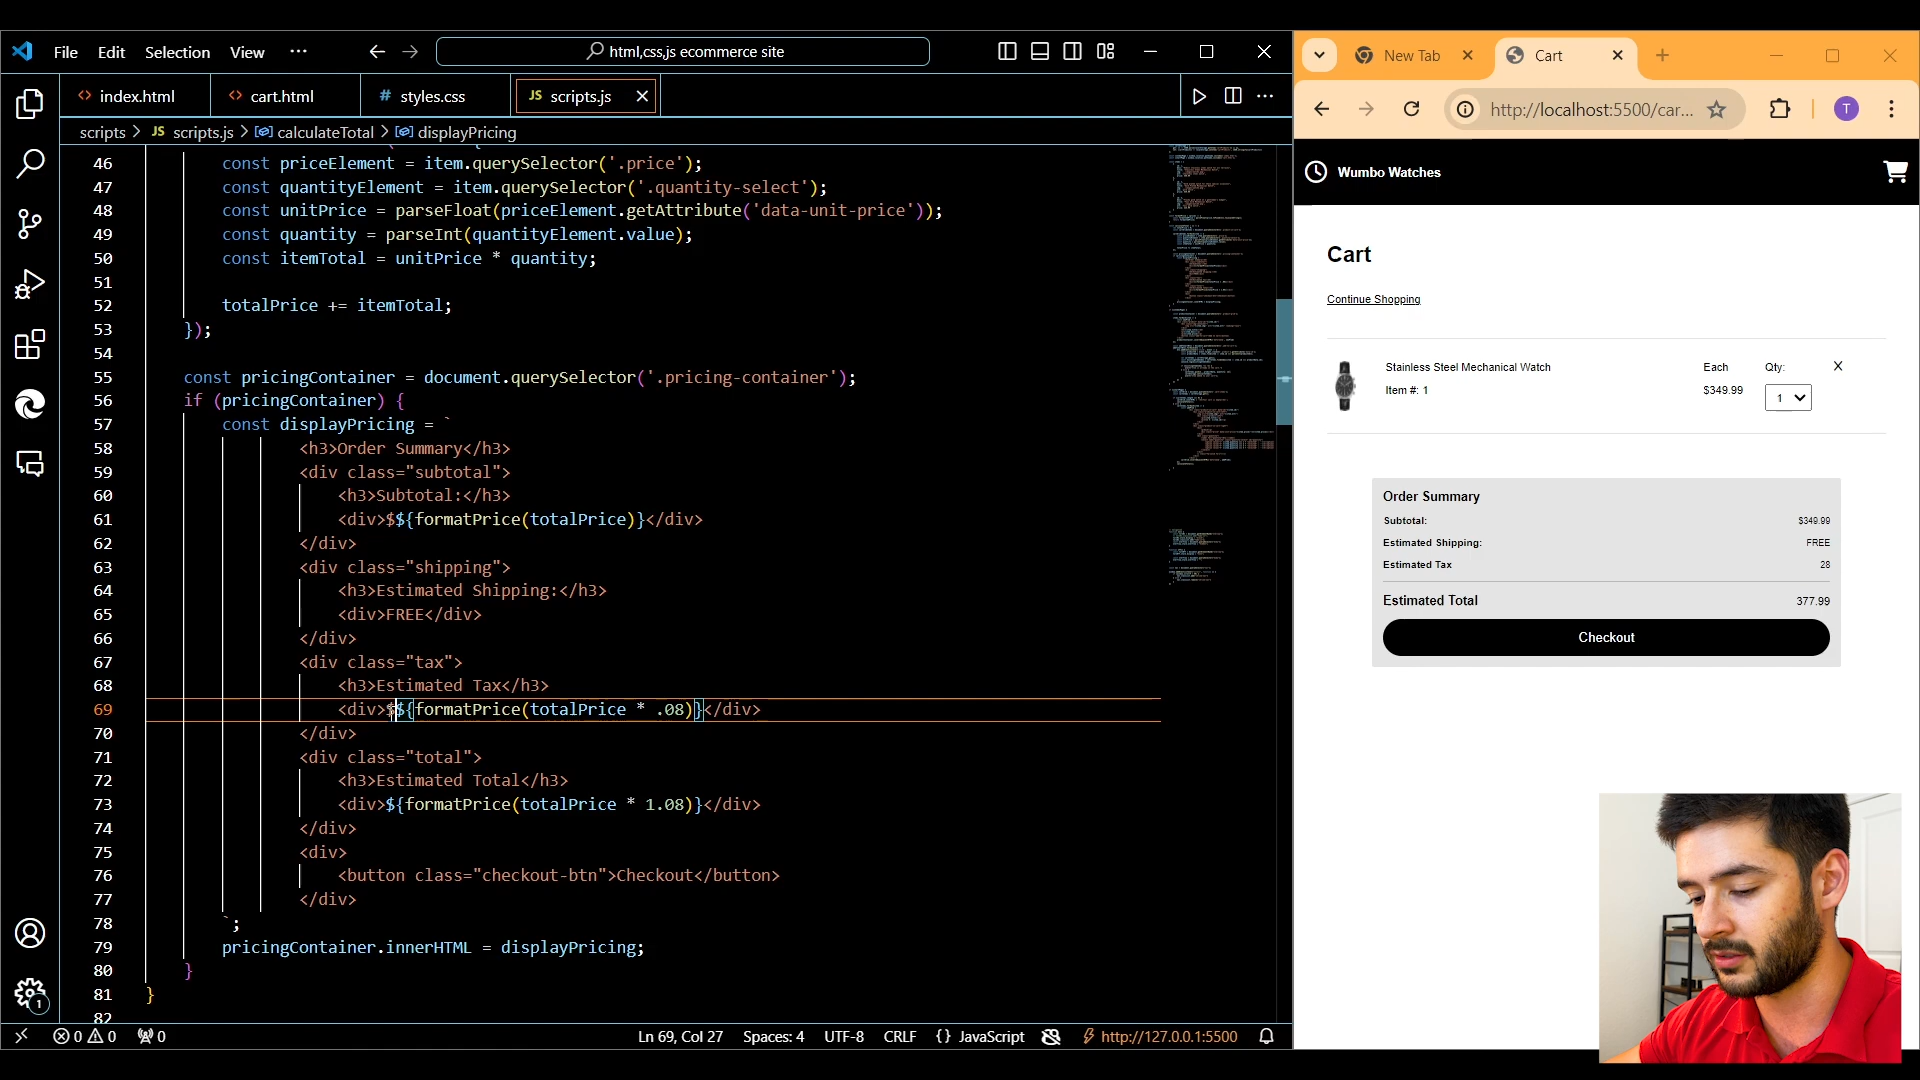 File Edit Selection View ··· html,css,js ecommerce site
index.html cart.html # styles.css JS scripts.js
scripts > JS scripts.js > calculateTotal > displayPricing
46 const priceElement = item.querySelector('.price');
47 const quantityElement = item.querySelector('.quantity-select');
48 const unitPrice = parseFloat(priceElement.getAttribute('data-unit-price'));
49 const quantity = parseInt(quantityElement.value);
50 const itemTotal = unitPrice * quantity;
51
52 totalPrice += itemTotal;
53 });
54
55 const pricingContainer = document.querySelector('.pricing-container');
56 if (pricingContainer) {
57 const displayPricing = `
58 <h3>Order Summary</h3>
59 <div class="subtotal">
60 <h3>Subtotal:</h3>
61 <div>$${formatPrice(totalPrice)}</div>
62 </div>
63 <div class="shipping">
64 <h3>Estimated Shipping:</h3>
65 <div>FREE</div>
66 </div>
67 <div class="tax">
68 <h3>Estimated Tax</h3>
69 <div>$${formatPrice(totalPrice * .08)}</div>
70 </div>
71 <div class="total">
72 <h3>Estimated Total</h3>
73 <div>${formatPrice(totalPrice * 1.08)}</div>
74 </div>
75 <div>
76 <button class="checkout-btn">Checkout</button>
77 </div>
78 `;
79 pricingContainer.innerHTML = displayPricing;
80 }
81 }
82
1
0 0 0 Ln 69, Col 27 Spaces: 4 UTF-8 CRLF {} JavaScript http://127.0.0.1:5500
New Tab Cart
http://localhost:5500/car... T
Wumbo Watches
Cart
Continue Shopping
Stainless Steel Mechanical Watch Each Qty: X
Item #: 1 $349.99 1
Order Summary
Subtotal: $349.99
Estimated Shipping: FREE
Estimated Tax 28
Estimated Total 377.99
Checkout